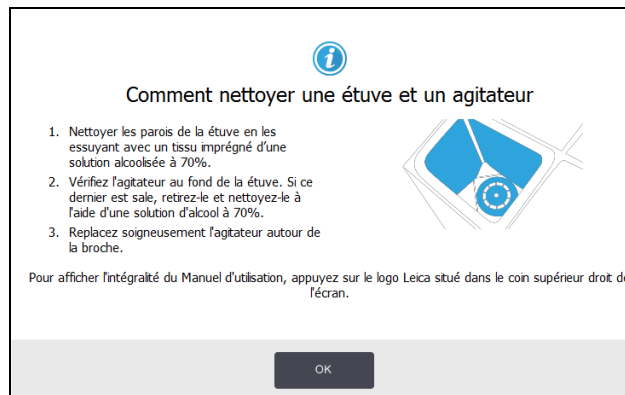 i
Comment nettoyer une étuve et un agitateur
1. Nettoyer les parois de la étuve en les
essuyant avec un tissu imprégné d'une
solution alcoolisée à 70%.
2. Vérifiez l'agitateur au fond de la étuve. Si ce
dernier est sale, retirez-le et nettoyez-le à
l'aide d'une solution d'alcool à 70%.
3. Replacez soigneusement l'agitateur autour de
la broche.
Pour afficher l'intégralité du Manuel d'utilisation, appuyez sur le logo Leica situé dans le coin supérieur droit de
l'écran.
OK